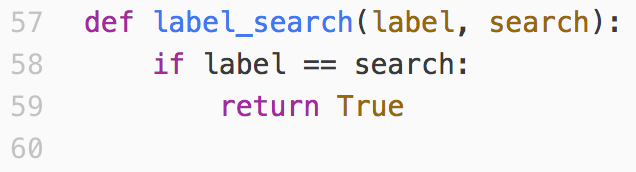 57 def label_search(label, search):
58     if label == search:
59         return True
60